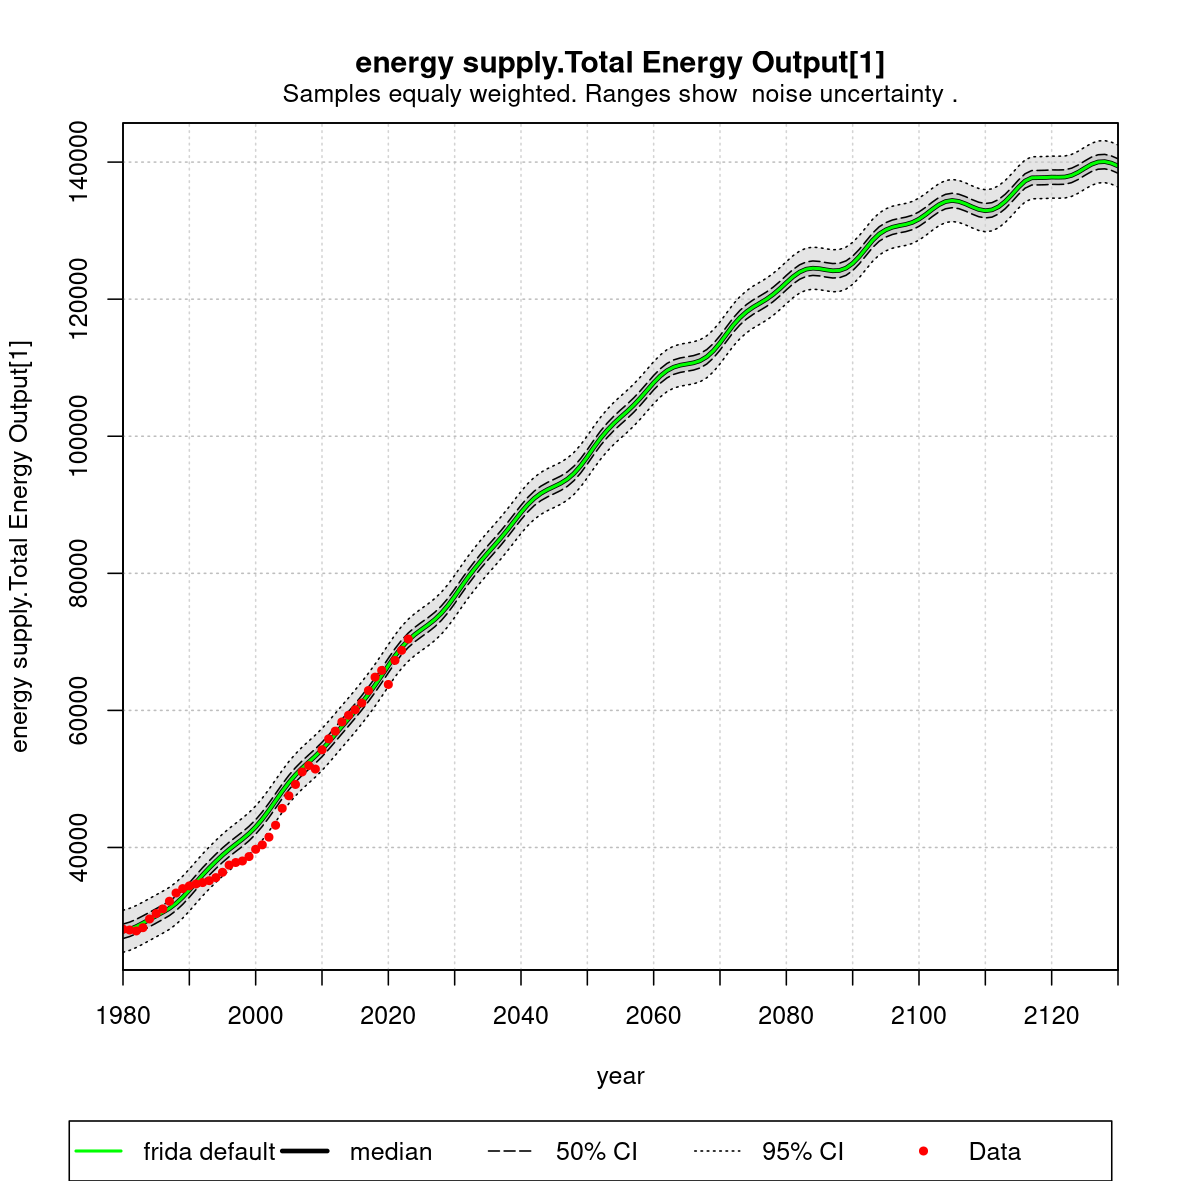 energy supply.Total Energy Output[1]
Samples equaly weighted. Ranges show  noise uncertainty .
energy supply.Total Energy Output[1]
140000
120000
100000
80000
60000
40000
1980 2000 2020 2040 2060 2080 2100 2120
year
frida default median 50% CI 95% CI Data